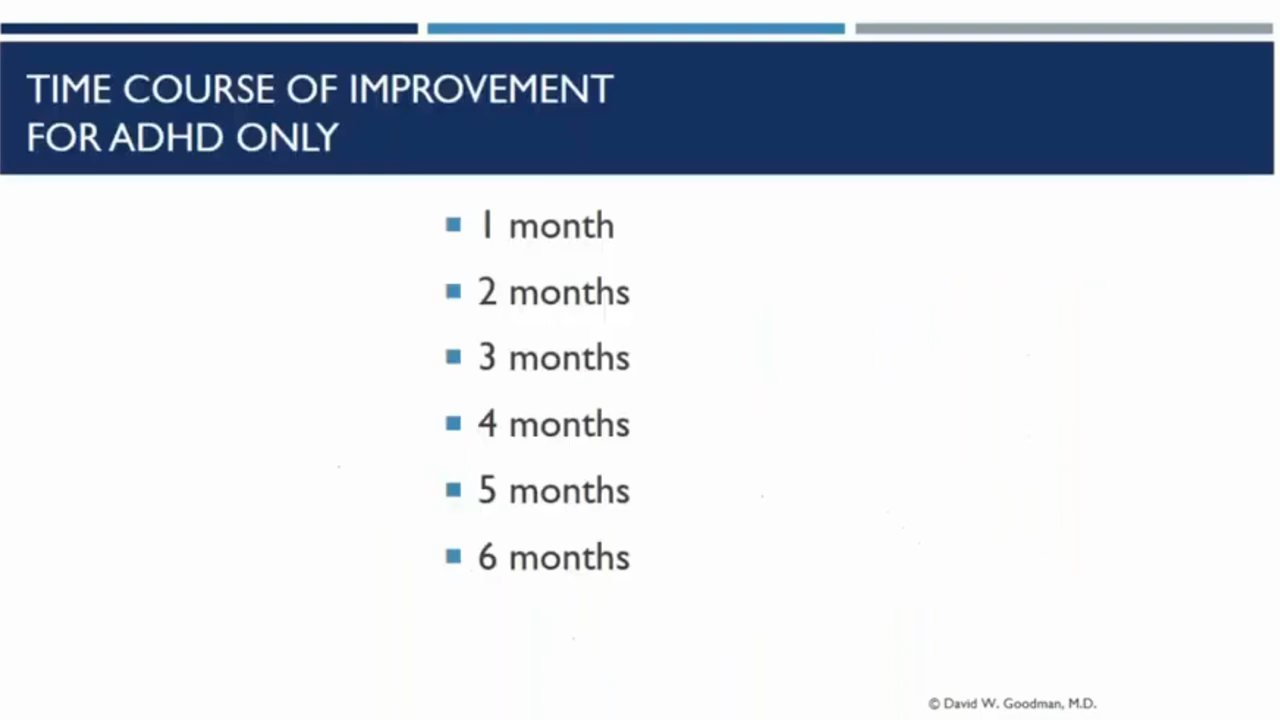 TIME COURSE OF IMPROVEMENT
FOR ADHD ONLY
1 month
2 months
3 months
4 months
5 months
6 months
© David W. Goodman, M.D.